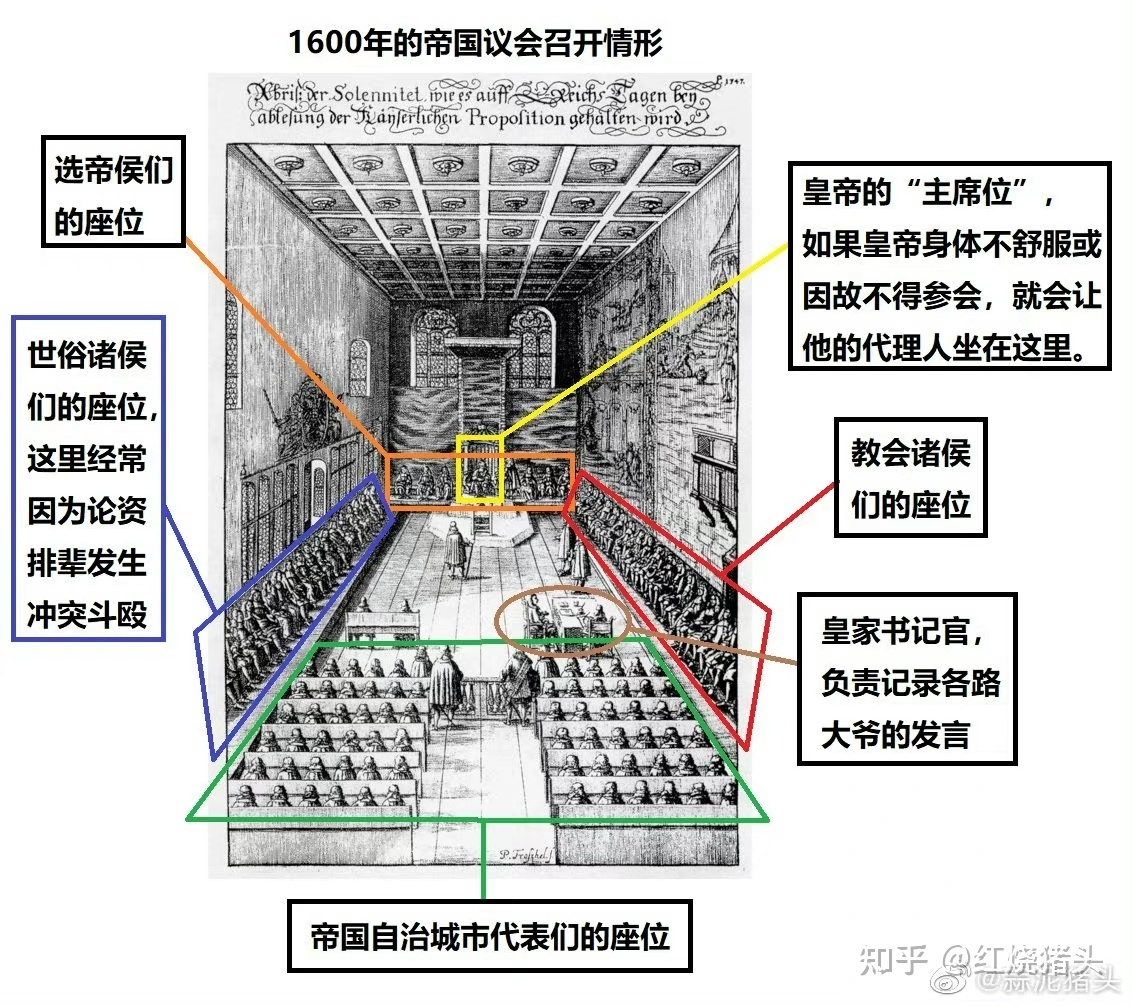 1600年的帝国议会召开情形
P. 1747.
Abriß der Solennitet wie es auff Reichs Tagen bey
ablesung der Kayserlichen Proposition gehalten wird
选帝侯们
的座位
皇帝的“主席位”,
如果皇帝身体不舒服或
因故不得参会，就会让
他的代理人坐在这里。
世俗诸侯
们的座位,
这里经常
因为论资
排辈发生
冲突斗殴
教会诸侯
们的座位
皇家书记官,
负责记录各路
大爷的发言
P. Troschel f
帝国自治城市代表们的座位
知乎 @红烧猪头
@蒜泥猪头